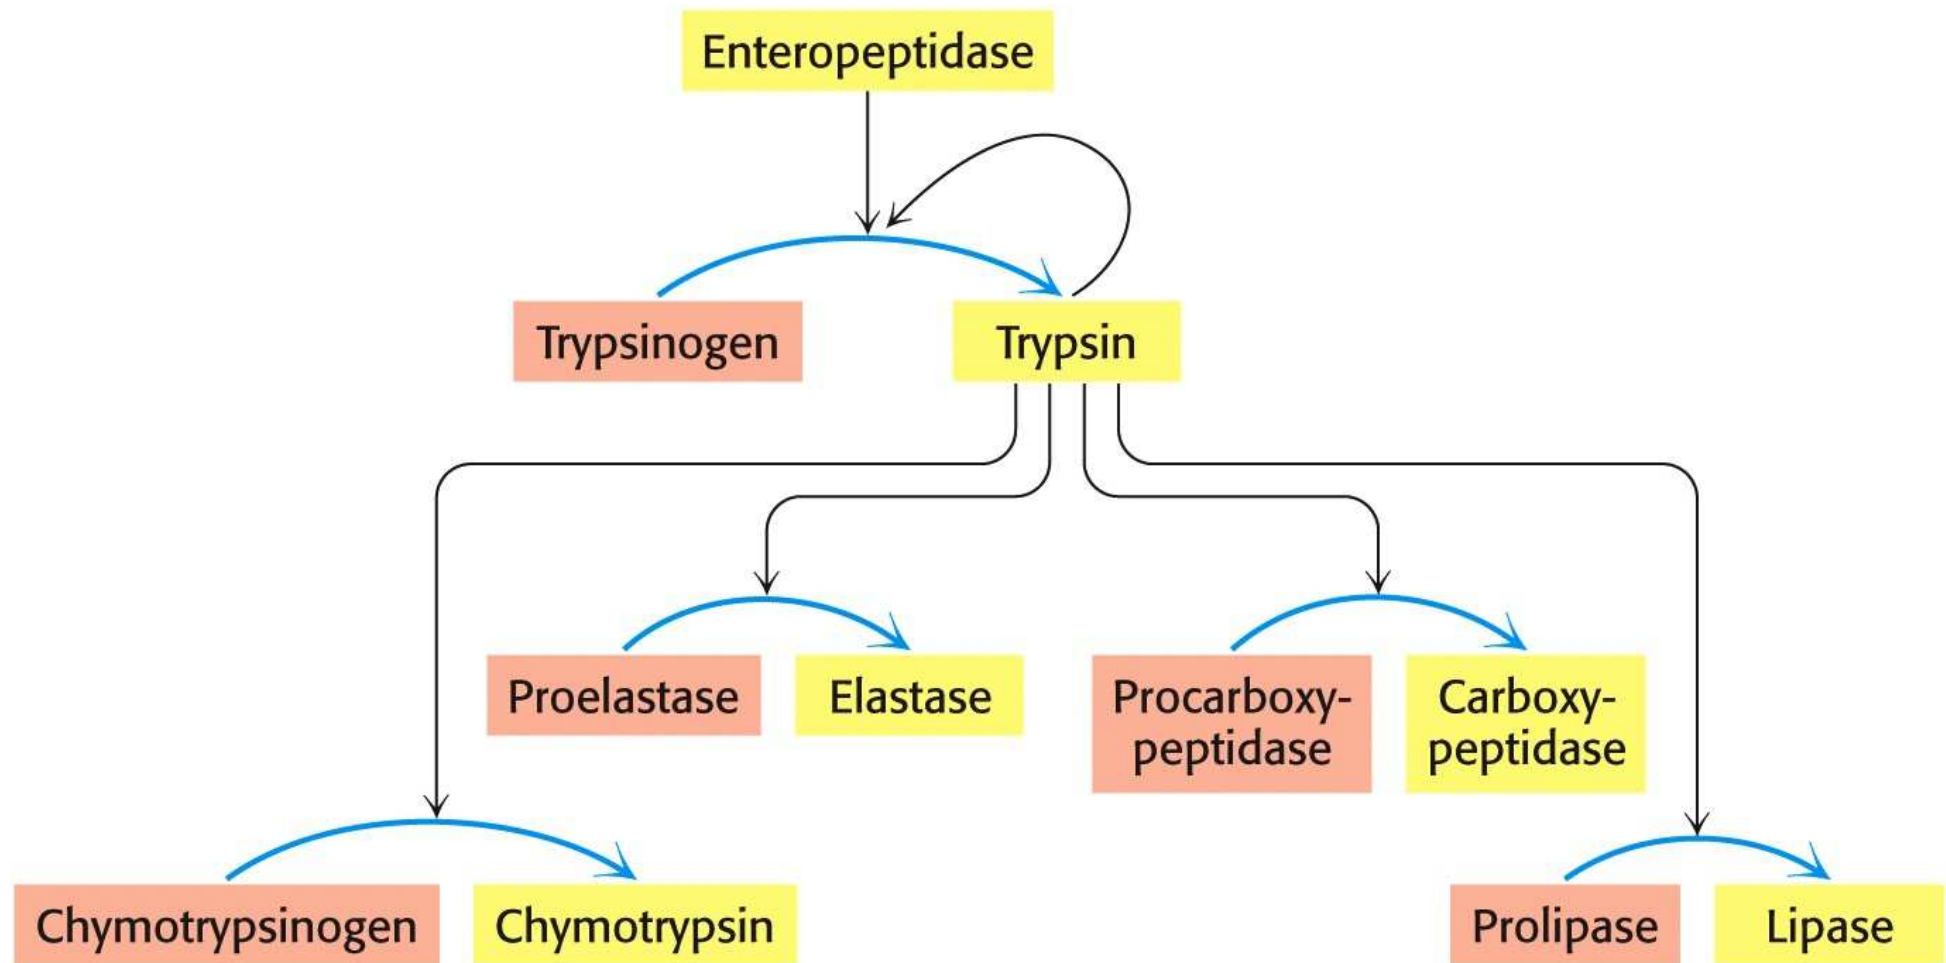 Enteropeptidase
Trypsinogen
Trypsin
Proelastase
Elastase
Procarboxy-
peptidase
Carboxy-
peptidase
Chymotrypsinogen
Chymotrypsin
Prolipase
Lipase